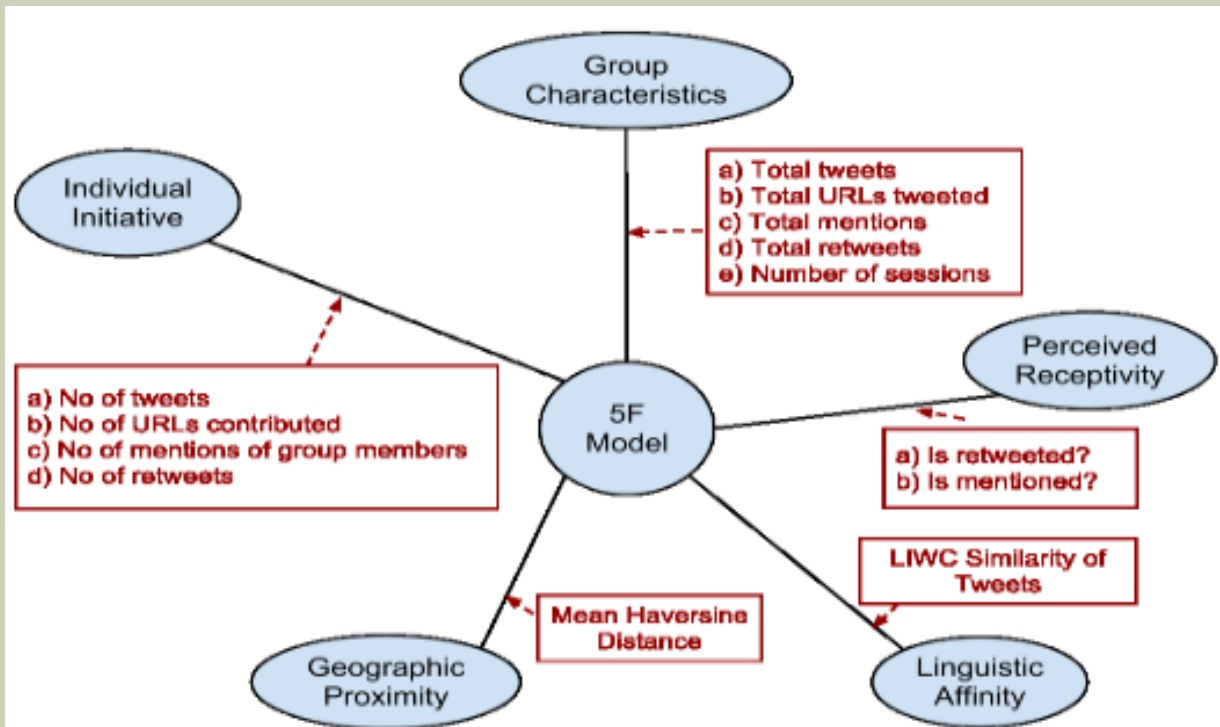 Group
Characteristics
Individual
Initiative
a) Total tweets
b) Total URLs tweeted
c) Total mentions
d) Total retweets
e) Number of sessions
Perceived
Receptivity
a) No of tweets
b) No of URLs contributed
c) No of mentions of group members
d) No of retweets
5F
Model
a) Is retweeted?
b) Is mentioned?
LIWC Similarity of
Tweets
Mean Haversine
Distance
Geographic
Proximity
Linguistic
Affinity